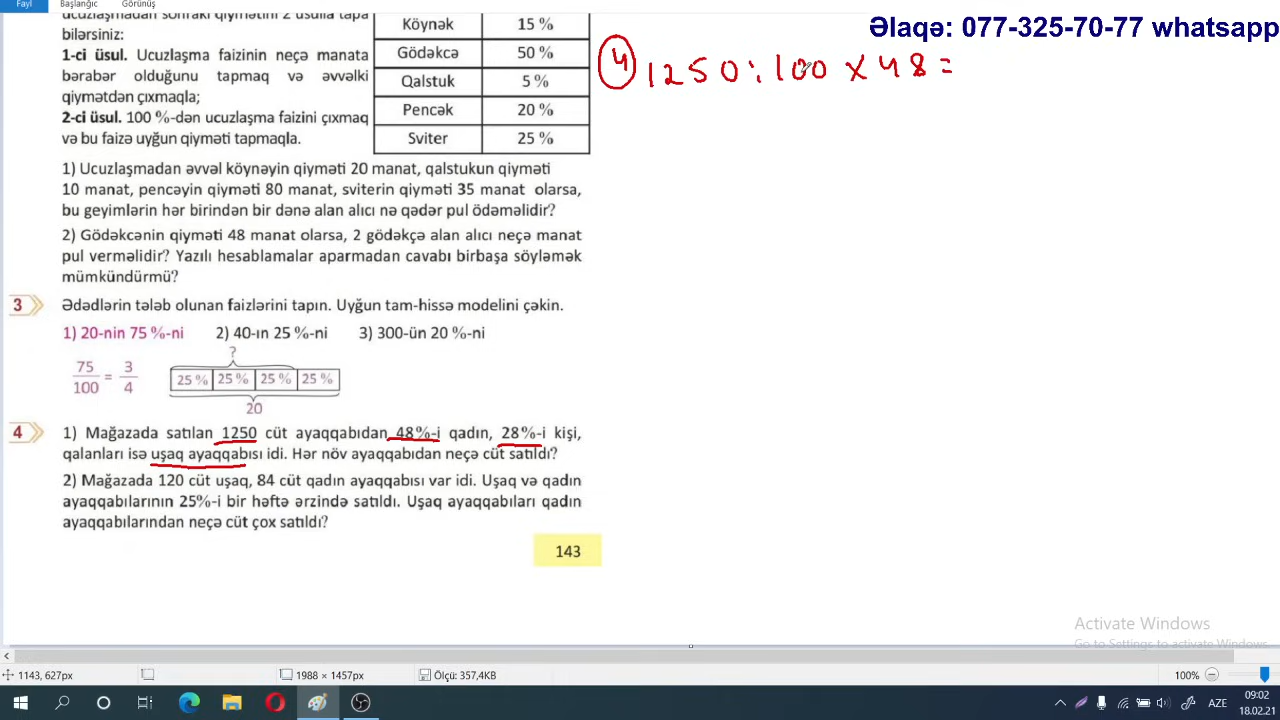 Fayl Başlanğıc Görünüş
Əlaqə: 077-325-70-77 whatsapp
ucuzlaşmadan sonrakı qiymətini 2 üsulla tapa
bilərsiniz:
1-ci üsul. Ucuzlaşma faizinin neçə manata
bərabər olduğunu tapmaq və əvvəlki
qiymətdən çıxmaqla;
2-ci üsul. 100 %-dən ucuzlaşma faizini çıxmaq
və bu faizə uyğun qiyməti tapmaqla.
Köynək 15 %
Gödəkcə 50 %
Qalstuk 5 %
Pencək 20 %
Sviter 25 %
4 1250:100 x 48 =
1) Ucuzlaşmadan əvvəl köynəyin qiyməti 20 manat, qalstukun qiyməti
10 manat, pencəyin qiyməti 80 manat, sviterin qiyməti 35 manat olarsa,
bu geyimlərin hər birindən bir dənə alan alıcı nə qədər pul ödəməlidir?
2) Gödəkcənin qiyməti 48 manat olarsa, 2 gödəkçə alan alıcı neçə manat
pul verməlidir? Yazılı hesablamalar aparmadan cavabı birbaşa söyləmək
mümkündürmü?
3 Ədədlərin tələb olunan faizlərini tapın. Uyğun tam-hissə modelini çəkin.
1) 20-nin 75 %-ni 2) 40-ın 25 %-ni 3) 300-ün 20 %-ni
?
75/100 = 3/4 25 % 25 % 25 % 25 %
20
4 1) Mağazada satılan 1250 cüt ayaqqabıdan 48%-i qadın, 28%-i kişi,
qalanları isə uşaq ayaqqabısı idi. Hər növ ayaqqabıdan neçə cüt satıldı?
2) Mağazada 120 cüt uşaq, 84 cüt qadın ayaqqabısı var idi. Uşaq və qadın
ayaqqabılarının 25%-i bir həftə ərzində satıldı. Uşaq ayaqqabıları qadın
ayaqqabılarından neçə cüt çox satıldı?
143
Activate Windows
Go to Settings to activate Windows.
1143, 627px 1988 × 1457px Ölçü: 357,4KB 100%
AZE
09:02
18.02.21